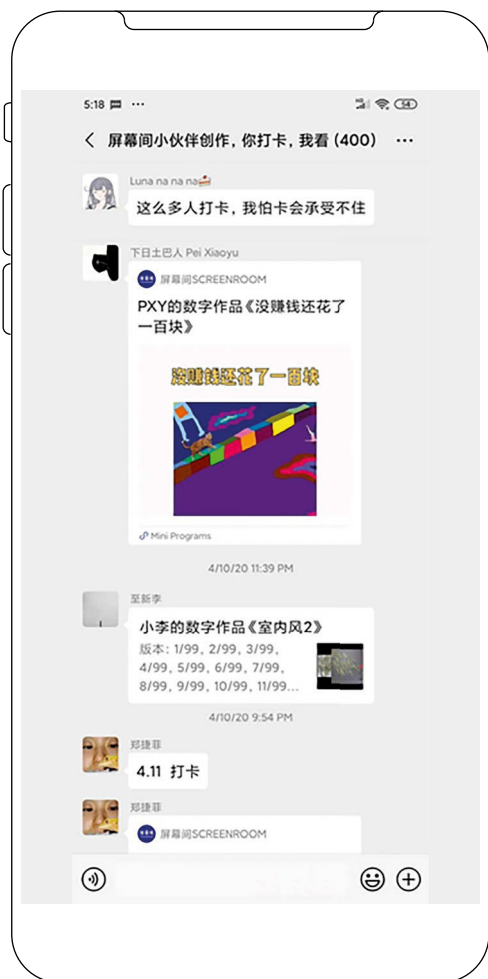 5:18
54
屏幕间小伙伴创作，你打卡，我看 (400)
Luna na na na🍰
这么多人打卡，我怕卡会承受不住
下日土巴人 Pei Xiaoyu
屏幕间SCREENROOM
PXY的数字作品《没赚钱还花了
一百块》
没赚钱还花了一百块
Mini Programs
4/10/20 11:39 PM
至新李
小李的数字作品《室内风2》
版本：1/99，2/99，3/99，
4/99，5/99，6/99，7/99，
8/99，9/99，10/99，11/99...
4/10/20 9:54 PM
郑捷菲
4.11 打卡
郑捷菲
屏幕间SCREENROOM